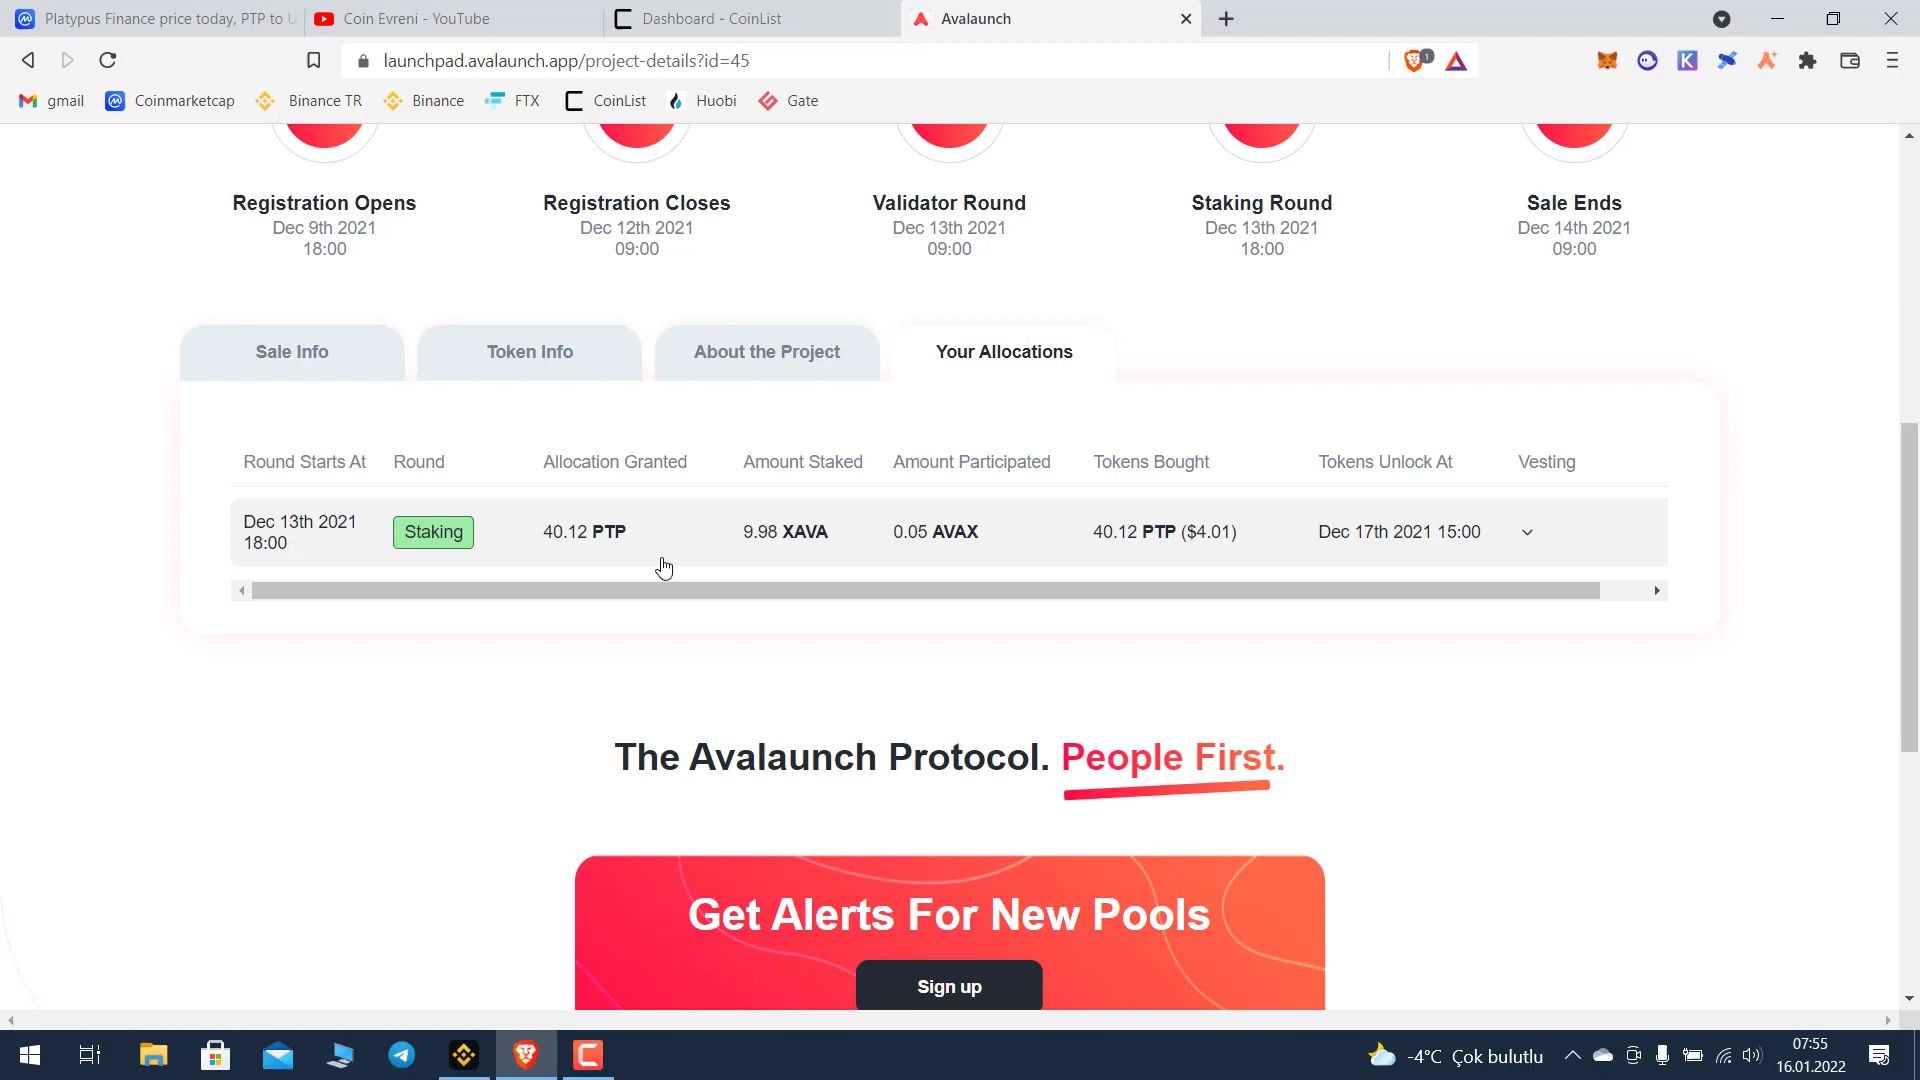 Platypus Finance price today, PTP to U
Coin Evreni - YouTube
Dashboard - CoinList
Avalaunch
launchpad.avalaunch.app/project-details?id=45
1
gmail
Coinmarketcap
Binance TR
Binance
FTX
CoinList
Huobi
Gate
Registration Opens
Dec 9th 2021
18:00
Registration Closes
Dec 12th 2021
09:00
Validator Round
Dec 13th 2021
09:00
Staking Round
Dec 13th 2021
18:00
Sale Ends
Dec 14th 2021
09:00
Sale Info
Token Info
About the Project
Your Allocations
Round Starts At Round Allocation Granted Amount Staked Amount Participated Tokens Bought Tokens Unlock At Vesting
Dec 13th 2021
18:00
Staking
40.12 PTP
9.98 XAVA
0.05 AVAX
40.12 PTP ($4.01)
Dec 17th 2021 15:00
The Avalaunch Protocol. People First.
Get Alerts For New Pools
Sign up
-4°C Çok bulutlu
07:55
16.01.2022